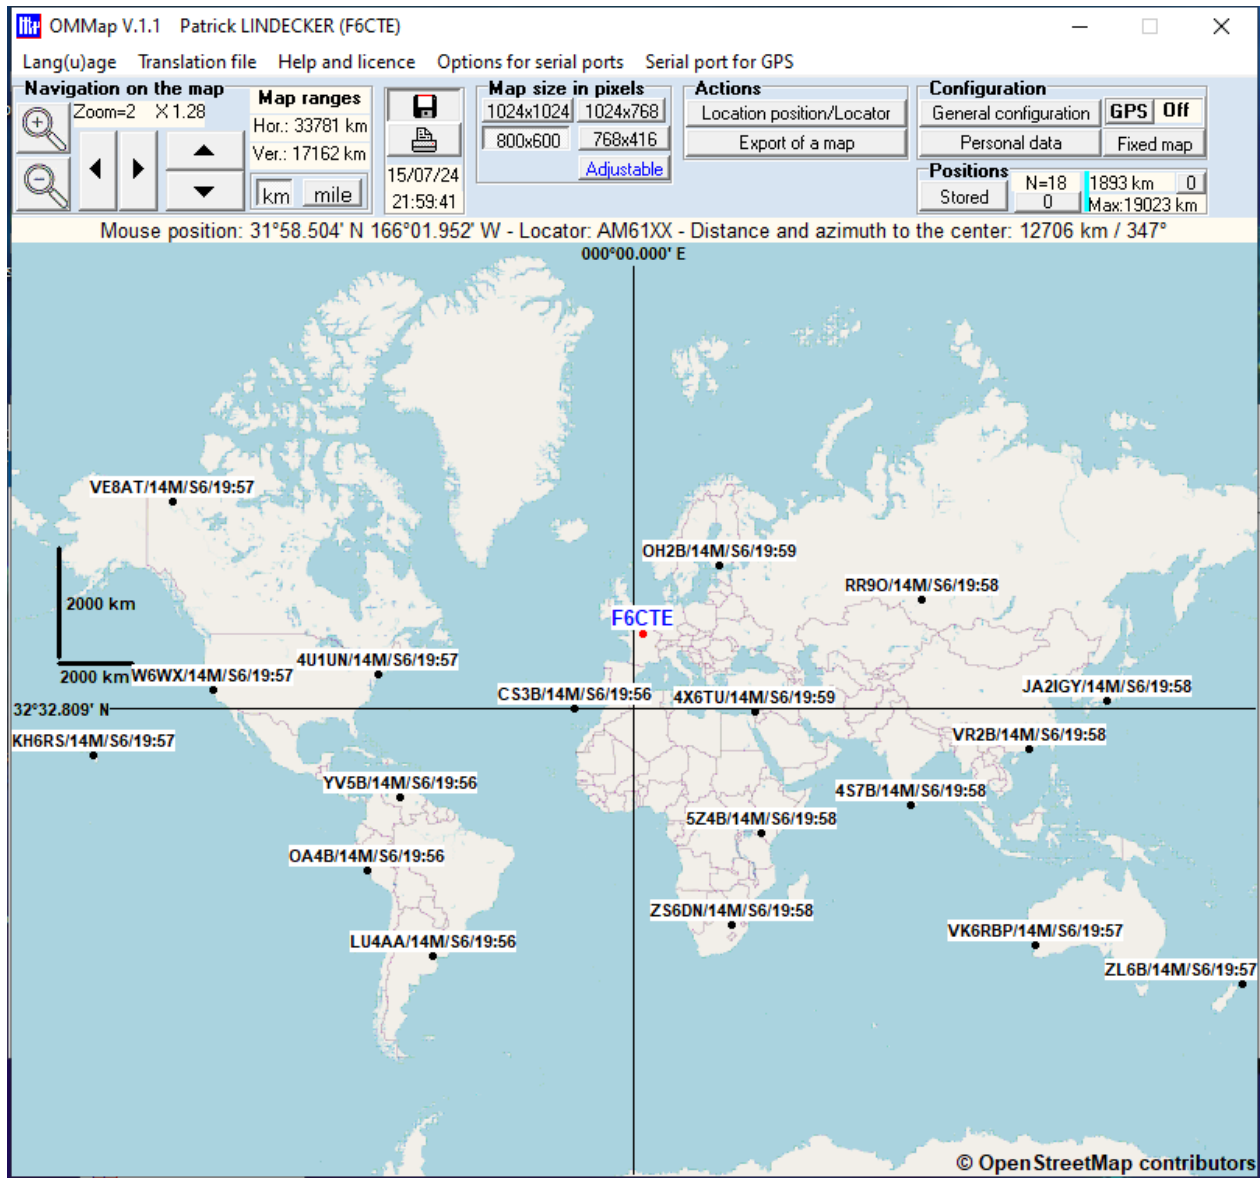 OMMap V.1.1 Patrick LINDECKER (F6CTE)
Lang(u)age Translation file Help and licence Options for serial ports Serial port for GPS
Navigation on the map
Zoom=2 X 1.28
Map ranges
Hor.: 33781 km
Ver.: 17162 km
km mile
15/07/24
21:59:41
Map size in pixels
1024x1024 1024x768
800x600 768x416
Adjustable
Actions
Location position/Locator
Export of a map
Configuration
General configuration GPS Off
Personal data Fixed map
Positions
Stored N=18 1893 km 0
0 Max:19023 km
Mouse position: 31°58.504' N 166°01.952' W - Locator: AM61XX - Distance and azimuth to the center: 12706 km / 347°
000°00.000' E
VE8AT/14M/S6/19:57
OH2B/14M/S6/19:59
RR9O/14M/S6/19:58
2000 km
F6CTE
4U1UN/14M/S6/19:57
2000 km W6WX/14M/S6/19:57
CS3B/14M/S6/19:56
4X6TU/14M/S6/19:59
JA2IGY/14M/S6/19:58
32°32.809' N
KH6RS/14M/S6/19:57
VR2B/14M/S6/19:58
YV5B/14M/S6/19:56
4S7B/14M/S6/19:58
5Z4B/14M/S6/19:58
OA4B/14M/S6/19:56
ZS6DN/14M/S6/19:58
VK6RBP/14M/S6/19:57
LU4AA/14M/S6/19:56
ZL6B/14M/S6/19:57
© OpenStreetMap contributors